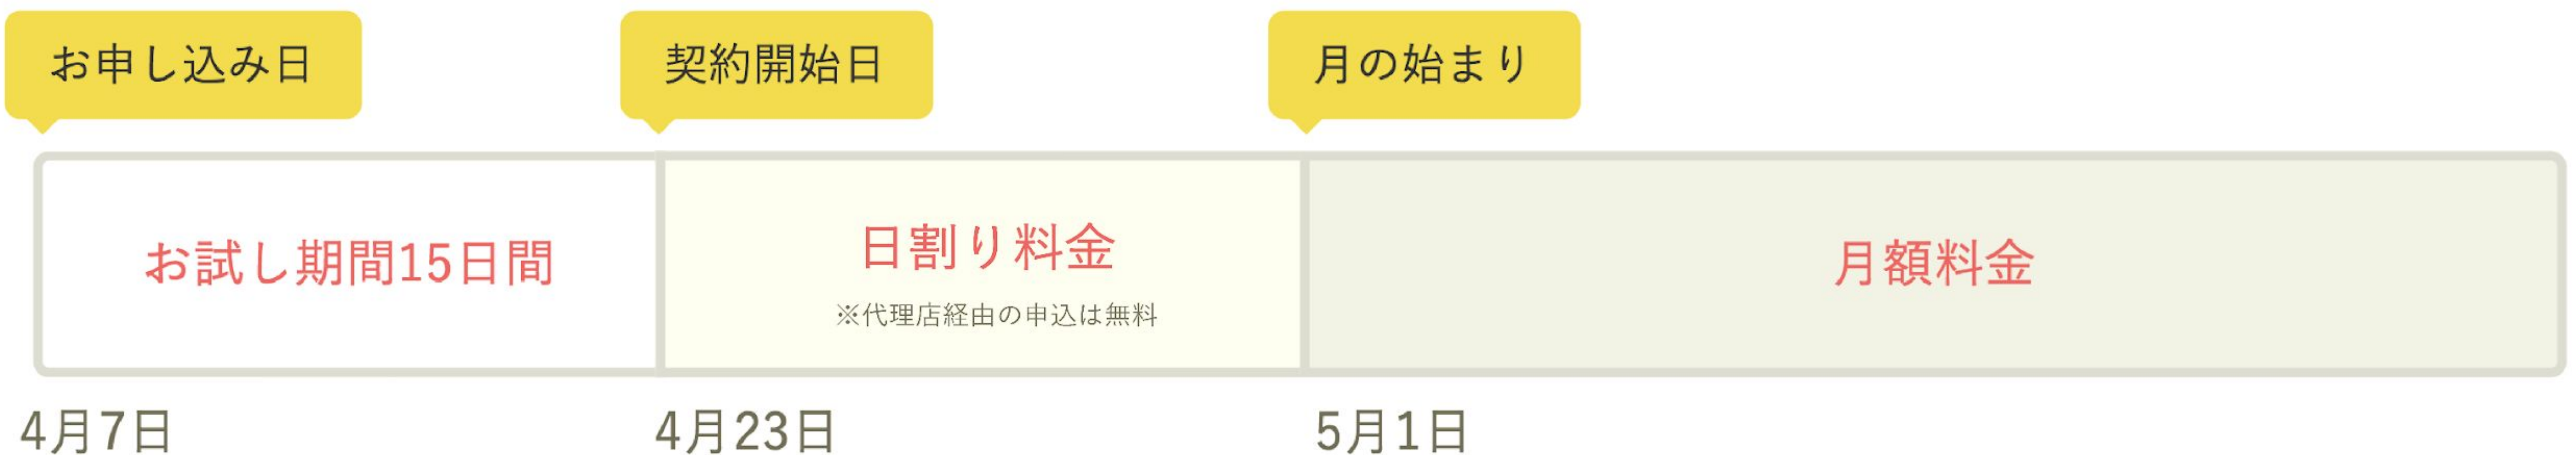 お申し込み日
契約開始日
月の始まり
お試し期間15日間
日割り料金
※代理店経由の申込は無料
月額料金
4月7日
4月23日
5月1日